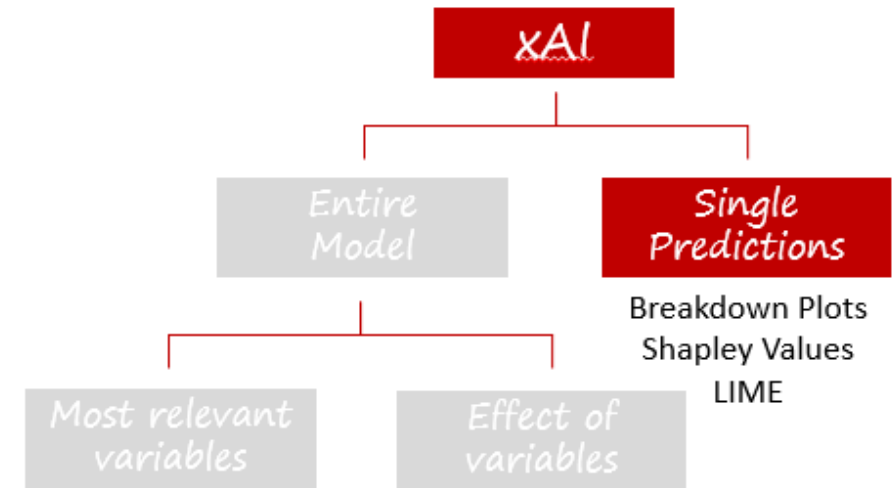 xAI
Entire
Model
Single
Predictions
Breakdown Plots
Shapley Values
LIME
Most relevant
variables
Effect of
variables